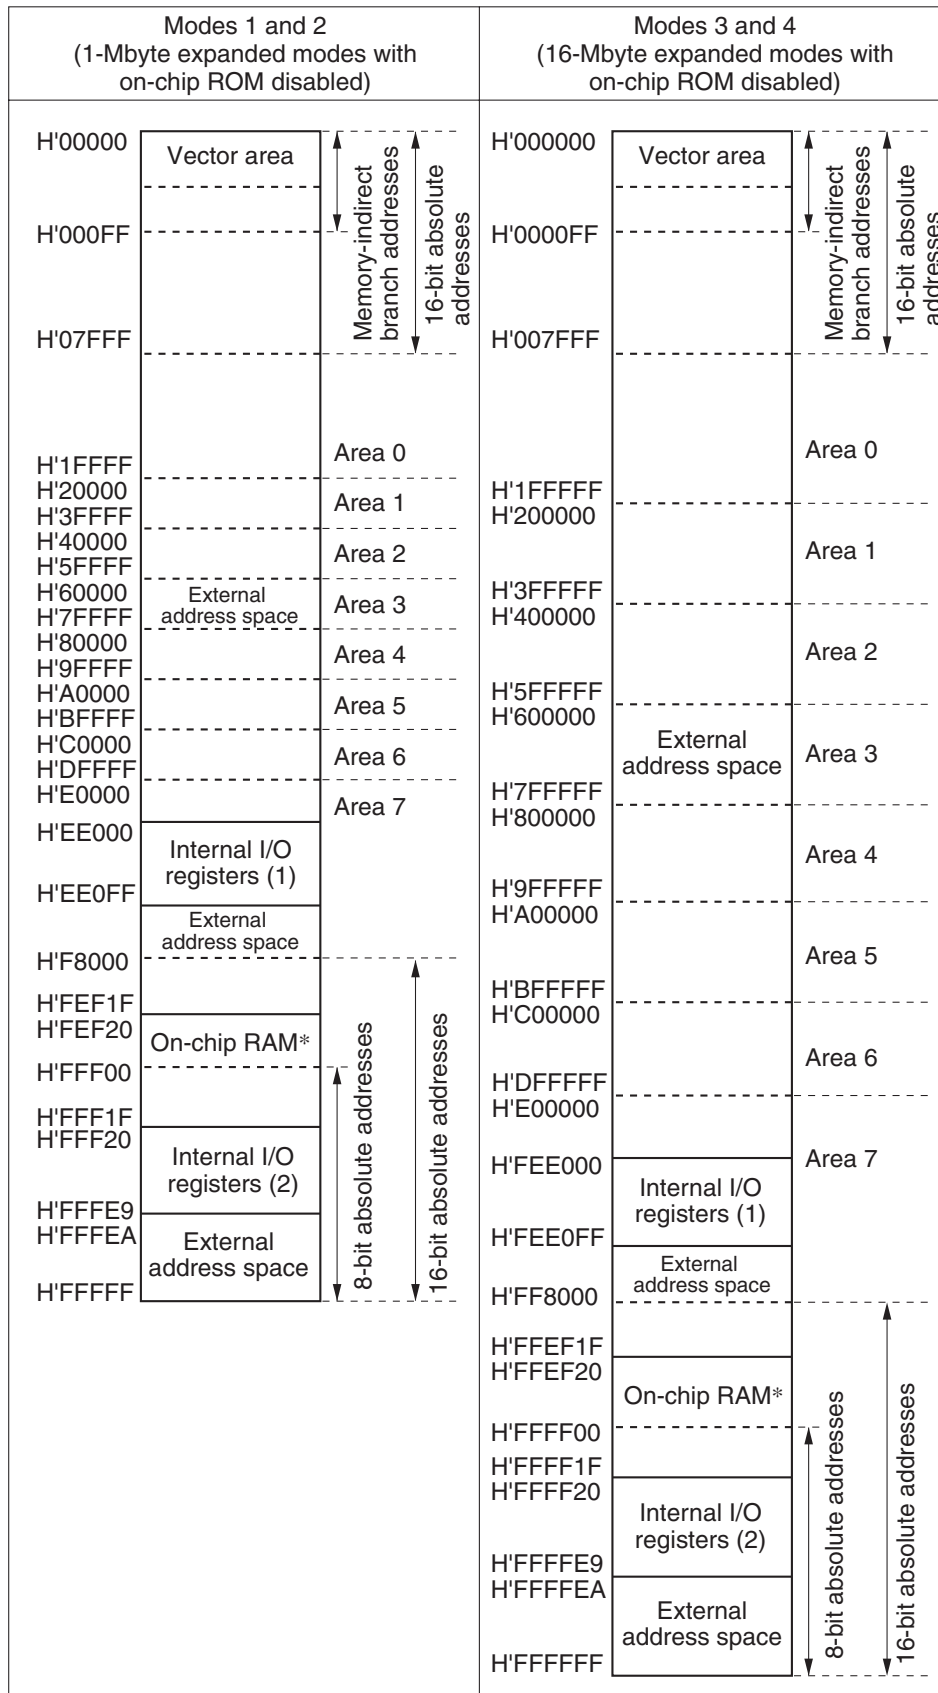 Modes 1 and 2
(1-Mbyte expanded modes with
on-chip ROM disabled)
H'00000
Vector area
H'000FF
H'07FFF
Memory-indirect
branch addresses
16-bit absolute
addresses
H'1FFFF
Area 0
H'20000
H'3FFFF
Area 1
H'40000
H'5FFFF
Area 2
H'60000
H'7FFFF
External
address space
Area 3
H'80000
H'9FFFF
Area 4
H'A0000
H'BFFFF
Area 5
H'C0000
H'DFFFF
Area 6
H'E0000
Area 7
H'EE000
Internal I/O
registers (1)
H'EE0FF
External
address space
H'F8000
H'FEF1F
H'FEF20
On-chip RAM*
H'FFF00
H'FFF1F
H'FFF20
Internal I/O
registers (2)
H'FFFE9
H'FFFEA
External
address space
H'FFFFF
8-bit absolute addresses
16-bit absolute addresses
Modes 3 and 4
(16-Mbyte expanded modes with
on-chip ROM disabled)
H'000000
Vector area
H'0000FF
H'007FFF
Memory-indirect
branch addresses
16-bit absolute
addresses
Area 0
H'1FFFFF
H'200000
Area 1
H'3FFFFF
H'400000
Area 2
H'5FFFFF
H'600000
External
address space
Area 3
H'7FFFFF
H'800000
Area 4
H'9FFFFF
H'A00000
Area 5
H'BFFFFF
H'C00000
Area 6
H'DFFFFF
H'E00000
Area 7
H'FEE000
Internal I/O
registers (1)
H'FEE0FF
External
address space
H'FF8000
H'FFEF1F
H'FFEF20
On-chip RAM*
H'FFFF00
H'FFFF1F
H'FFFF20
Internal I/O
registers (2)
H'FFFFE9
H'FFFFEA
External
address space
H'FFFFFF
8-bit absolute addresses
16-bit absolute addresses